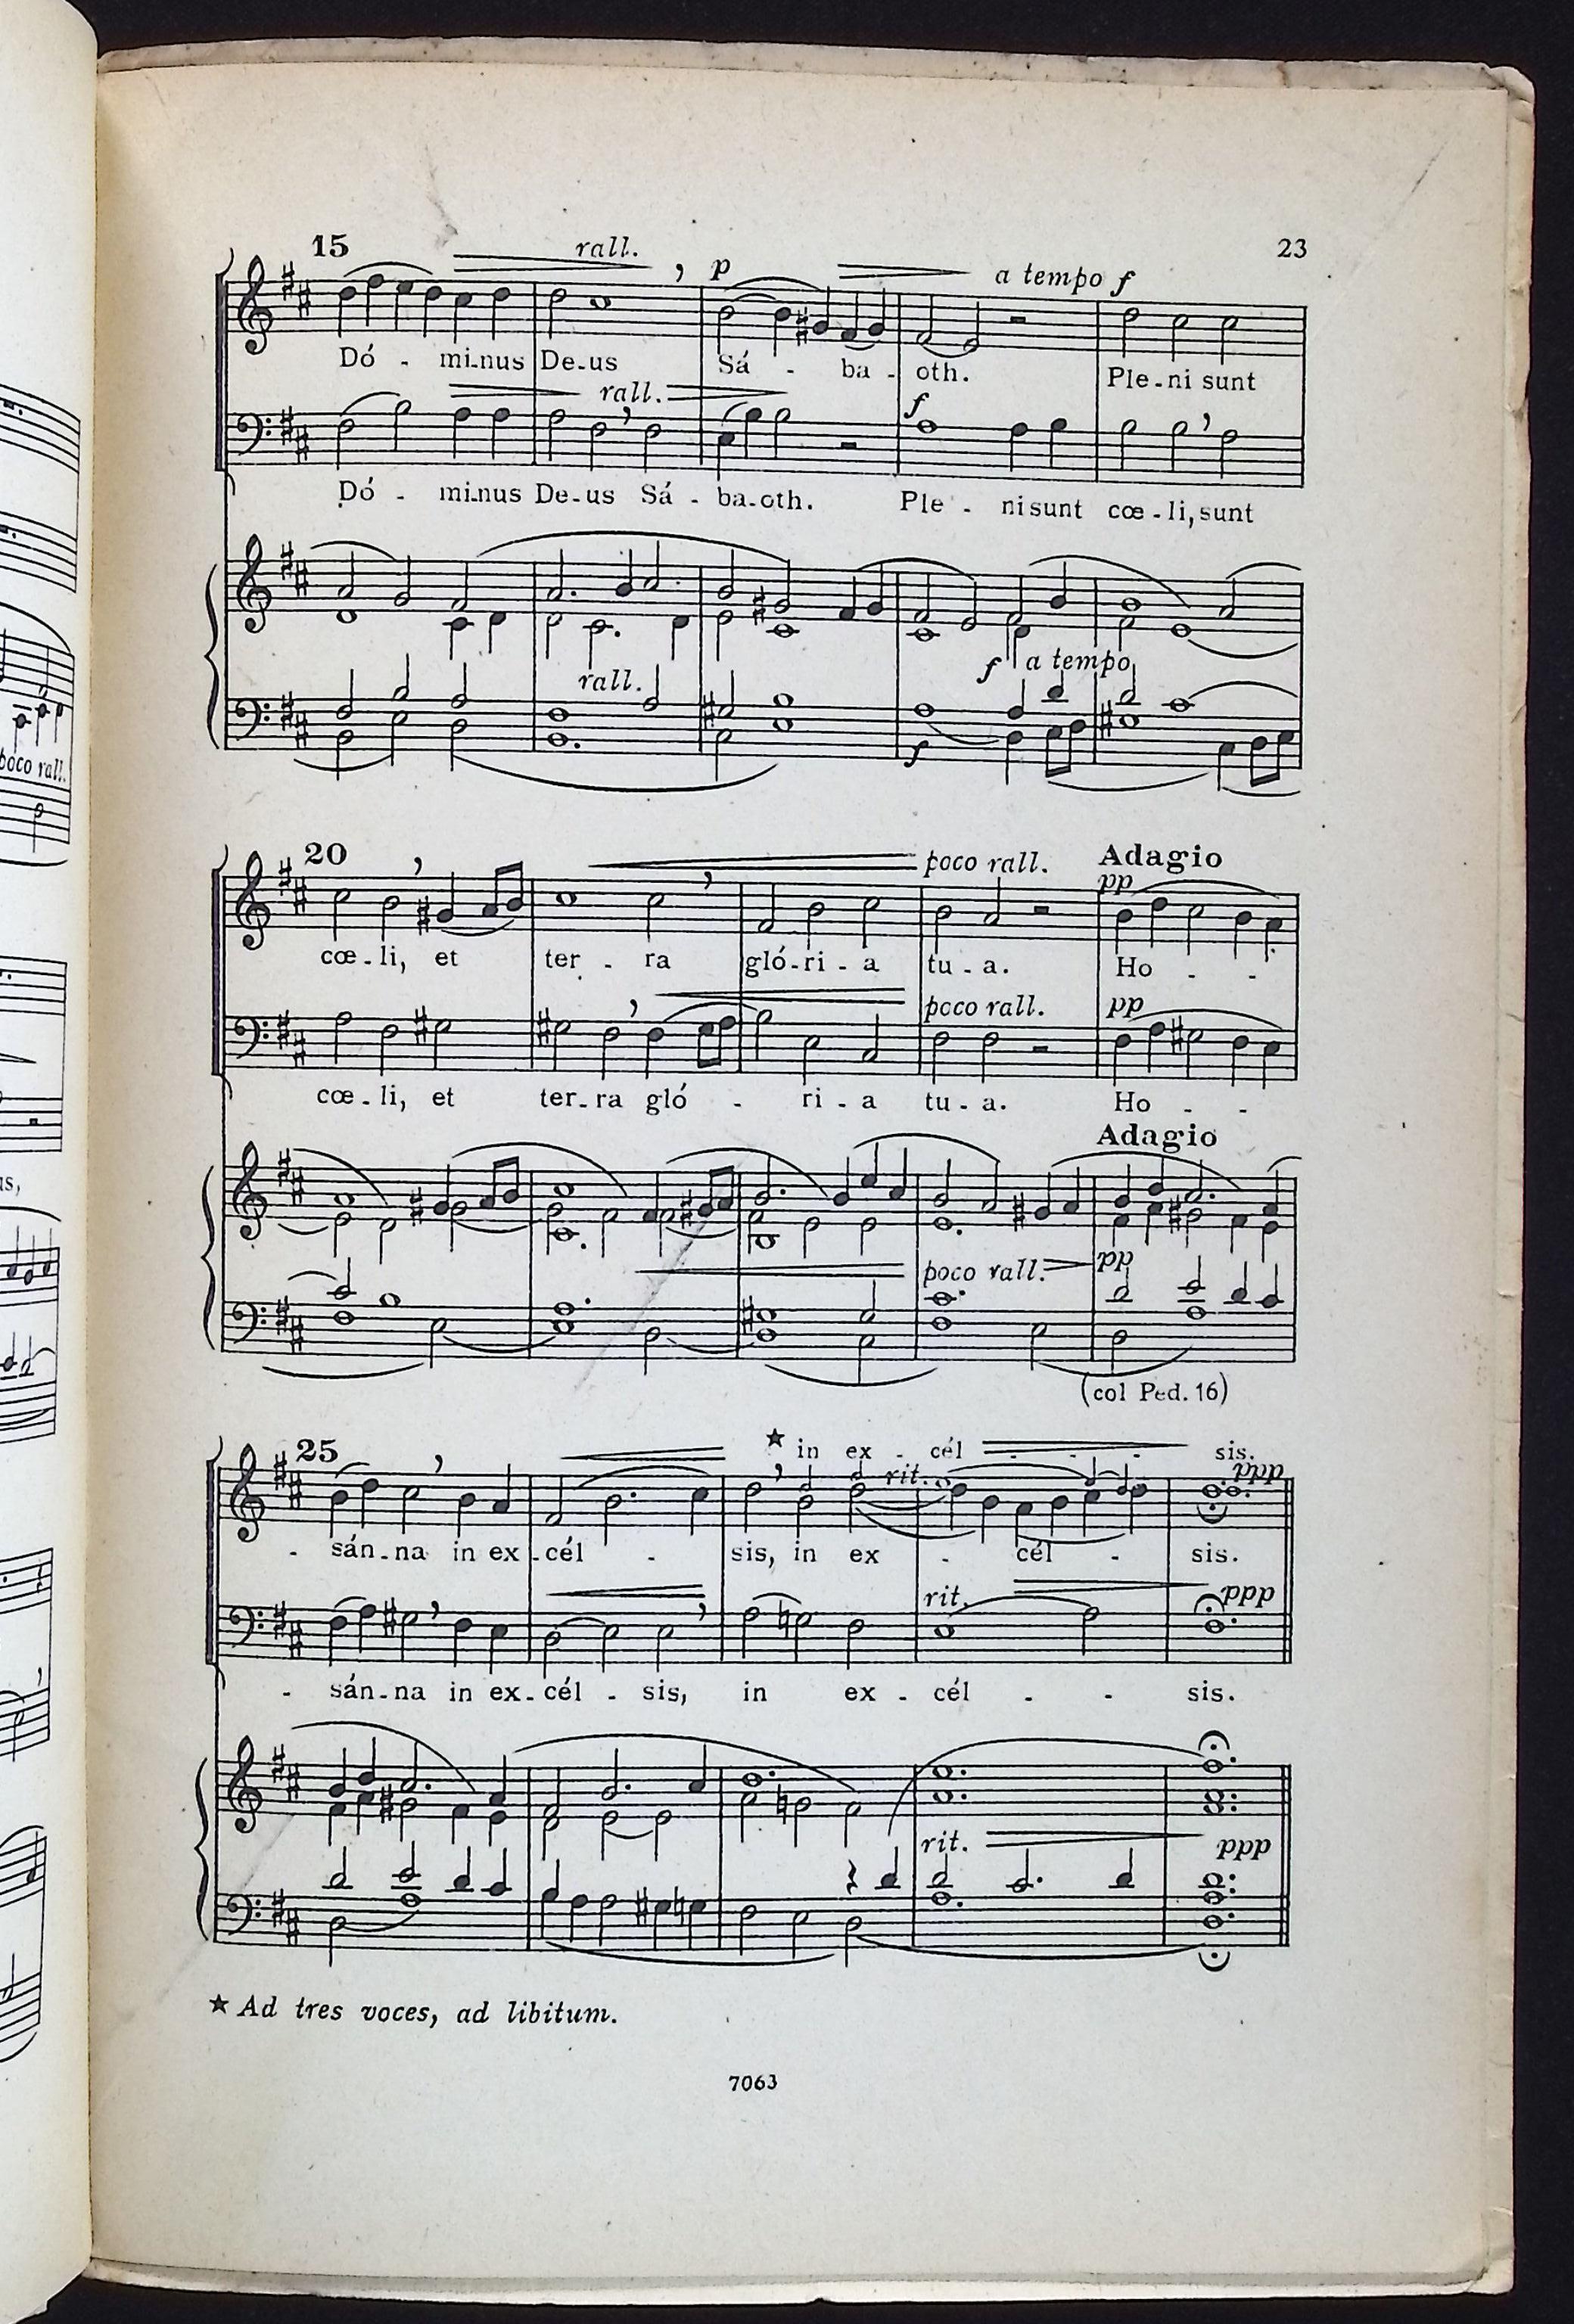 15
rall.
23
p
a tempo f
Dó - mi-nus De-us Sá - ba - oth. Ple-ni sunt
rall.
f
Dó - mi-nus De-us Sá - ba-oth. Ple - ni sunt cœ - li, sunt
rall.
f a tempo
f
poco rall.
20
poco rall.
Adagio
pp
cœ - li, et ter - ra gló-ri - a tu - a. Ho - -
poco rall.
pp
cœ - li, et ter-ra gló - ri - a tu - a. Ho - -
Adagio
poco rall.
pp
(col Ped. 16)
25
★ in ex - cél - - - sis.
rit.
ppp
- sán-na in ex-cél - sis, in ex - cél - sis.
rit.
ppp
- sán-na in ex-cél - sis, in ex - cél - - sis.
rit.
ppp
★ Ad tres voces, ad libitum.
7063